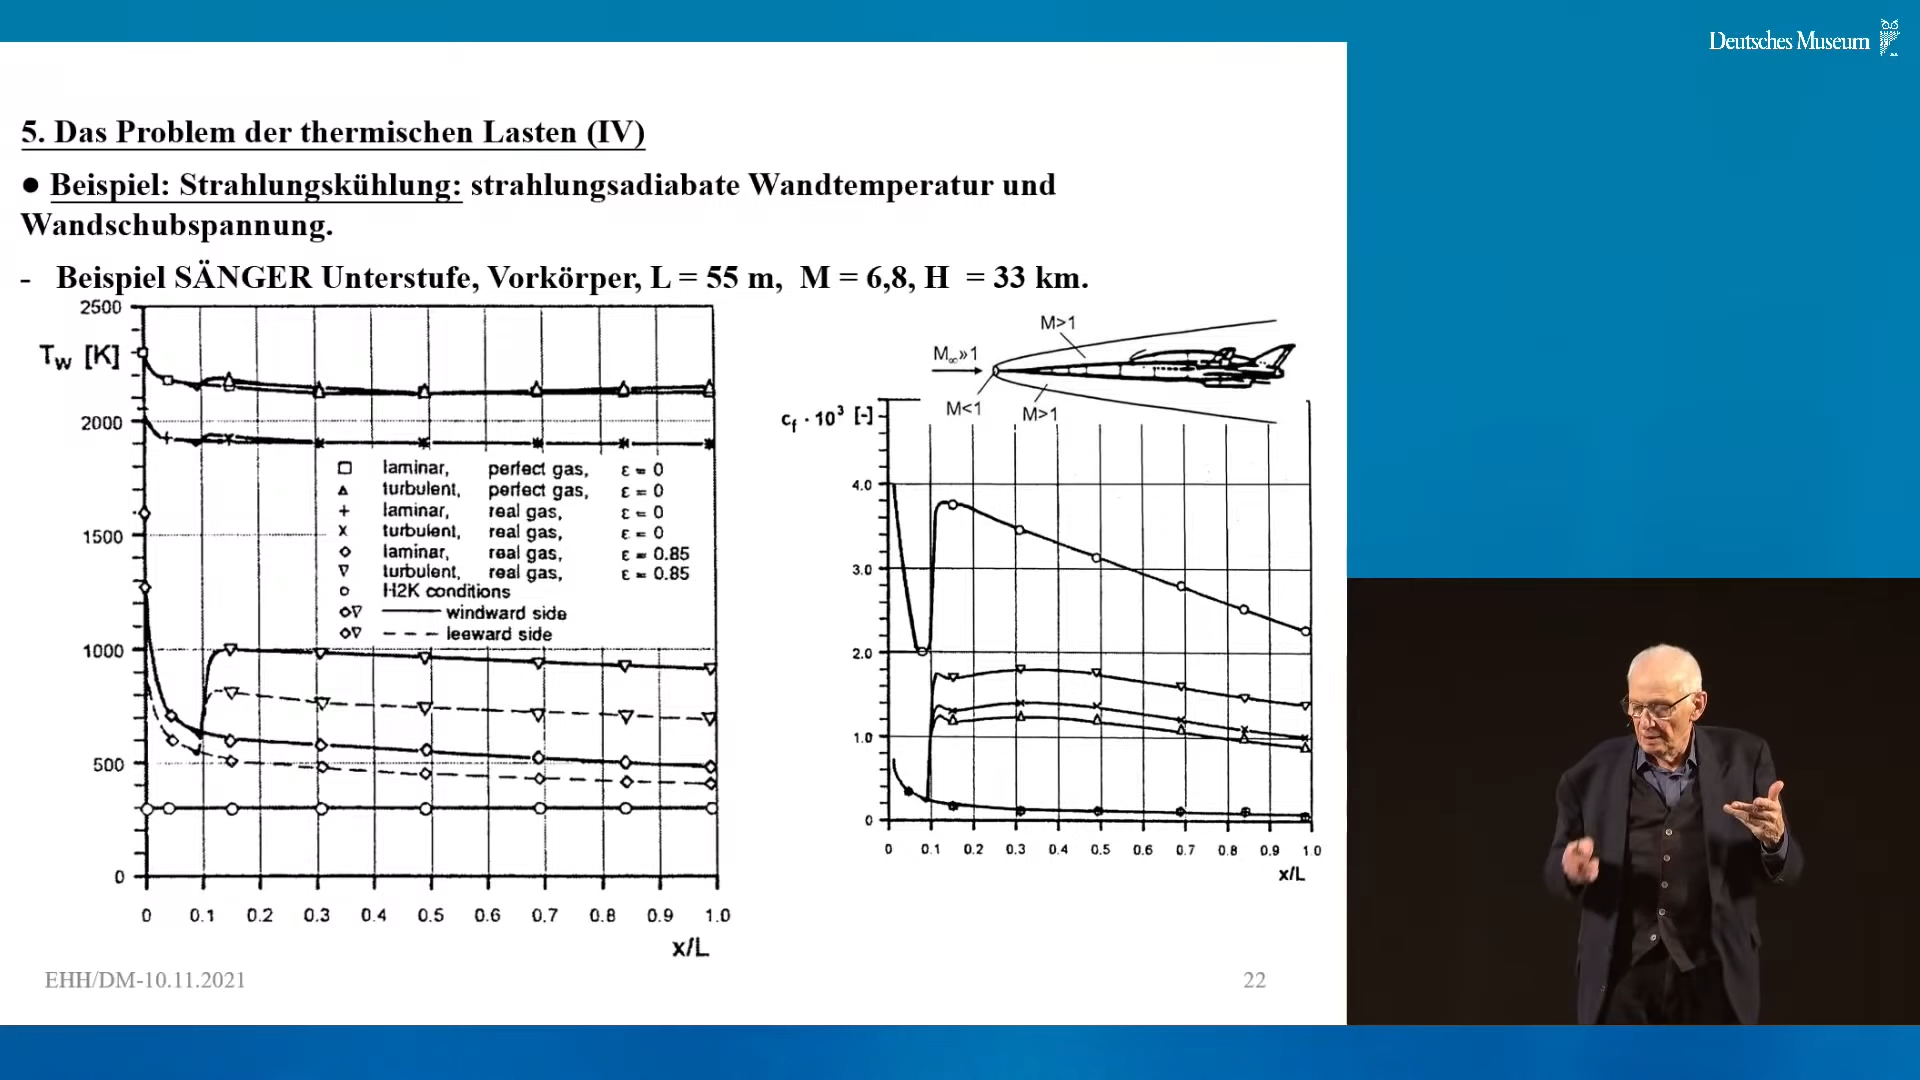 Deutsches Museum
5. Das Problem der thermischen Lasten (IV)
● Beispiel: Strahlungskühlung: strahlungsadiabate Wandtemperatur und
Wandschubspannung.
- Beispiel SÄNGER Unterstufe, Vorkörper, L = 55 m, M = 6,8, H = 33 km.
2500
Tw [K]
2000
1500
1000
500
0
laminar, perfect gas, ε = 0
turbulent, perfect gas, ε = 0
laminar, real gas, ε = 0
turbulent, real gas, ε = 0
laminar, real gas, ε = 0.85
turbulent, real gas, ε = 0.85
H2K conditions
windward side
leeward side
0 0.1 0.2 0.3 0.4 0.5 0.6 0.7 0.8 0.9 1.0
x/L
M>1
M∞»1
M<1
M>1
cf · 10³ [-]
4.0
3.0
2.0
1.0
0
0 0.1 0.2 0.3 0.4 0.5 0.6 0.7 0.8 0.9 1.0
x/L
EHH/DM-10.11.2021
22